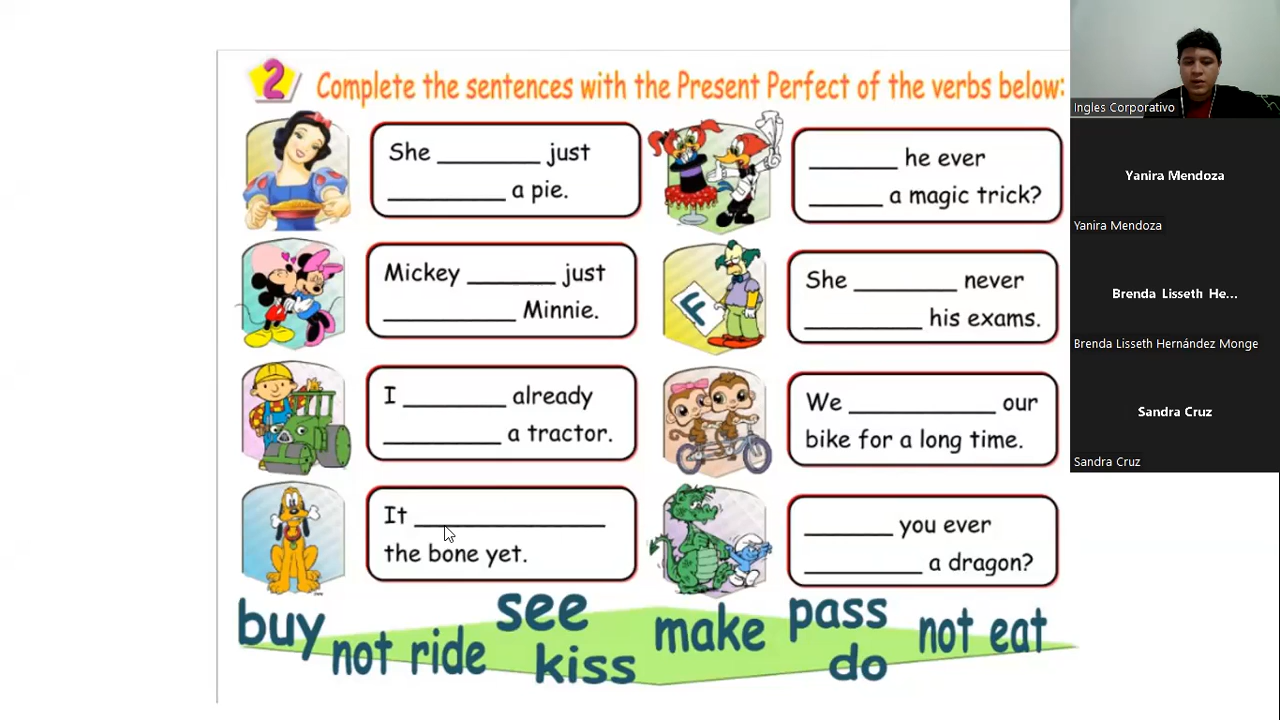 2 Complete the sentences with the Present Perfect of the verbs below:
She ________ just
_________ a pie.
Mickey _______ just
__________ Minnie.
I ________ already
_________ a tractor.
It _______________
the bone yet.
_______ he ever
______ a magic trick?
F
She ________ never
_________ his exams.
We ___________ our
bike for a long time.
_______ you ever
_________ a dragon?
buy
not ride
see
kiss
make
pass
do
not eat
Ingles Corporativo
Yanira Mendoza
Yanira Mendoza
Brenda Lisseth He...
Brenda Lisseth Hernández Monge
Sandra Cruz
Sandra Cruz